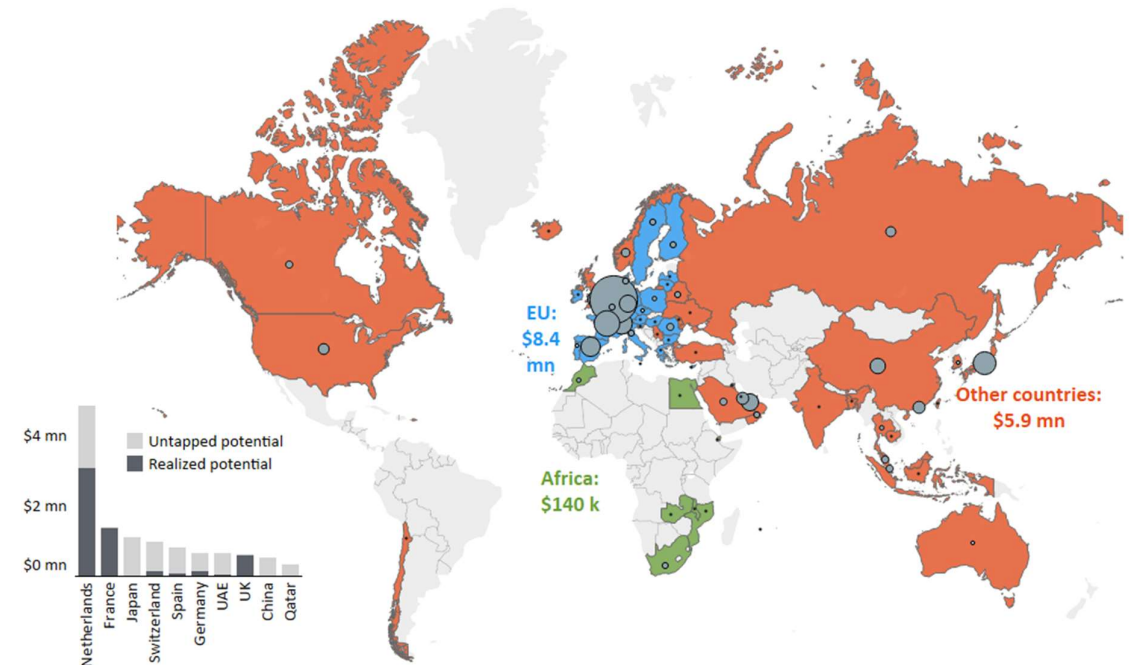 EU:
$8.4
mn
Other countries:
$5.9 mn
Africa:
$140 k
$4 mn
$2 mn
$0 mn
Untapped potential
Realized potential
Netherlands
France
Japan
Switzerland
Spain
Germany
UAE
UK
China
Qatar